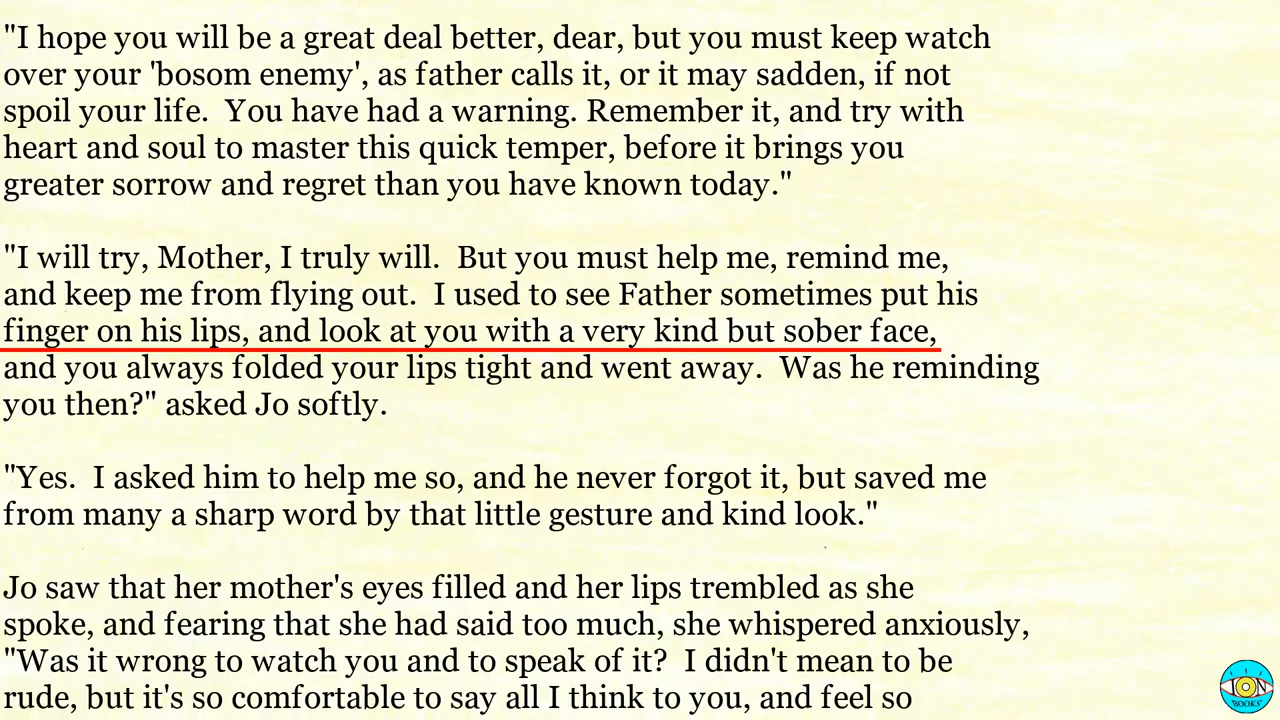 "I hope you will be a great deal better, dear, but you must keep watch
over your 'bosom enemy', as father calls it, or it may sadden, if not
spoil your life.  You have had a warning. Remember it, and try with
heart and soul to master this quick temper, before it brings you
greater sorrow and regret than you have known today."
"I will try, Mother, I truly will.  But you must help me, remind me,
and keep me from flying out.  I used to see Father sometimes put his
finger on his lips, and look at you with a very kind but sober face,
and you always folded your lips tight and went away.  Was he reminding
you then?" asked Jo softly.
"Yes.  I asked him to help me so, and he never forgot it, but saved me
from many a sharp word by that little gesture and kind look."
Jo saw that her mother's eyes filled and her lips trembled as she
spoke, and fearing that she had said too much, she whispered anxiously,
"Was it wrong to watch you and to speak of it?  I didn't mean to be
rude, but it's so comfortable to say all I think to you, and feel so
ION
BOOKS